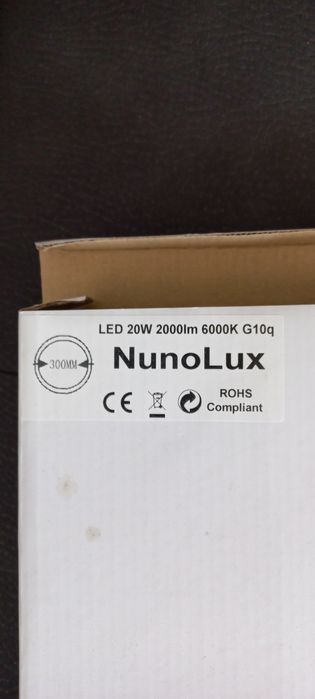 LED 20W 2000lm 6000K G10q
300MM
NunoLux
CE
ROHS
Compliant